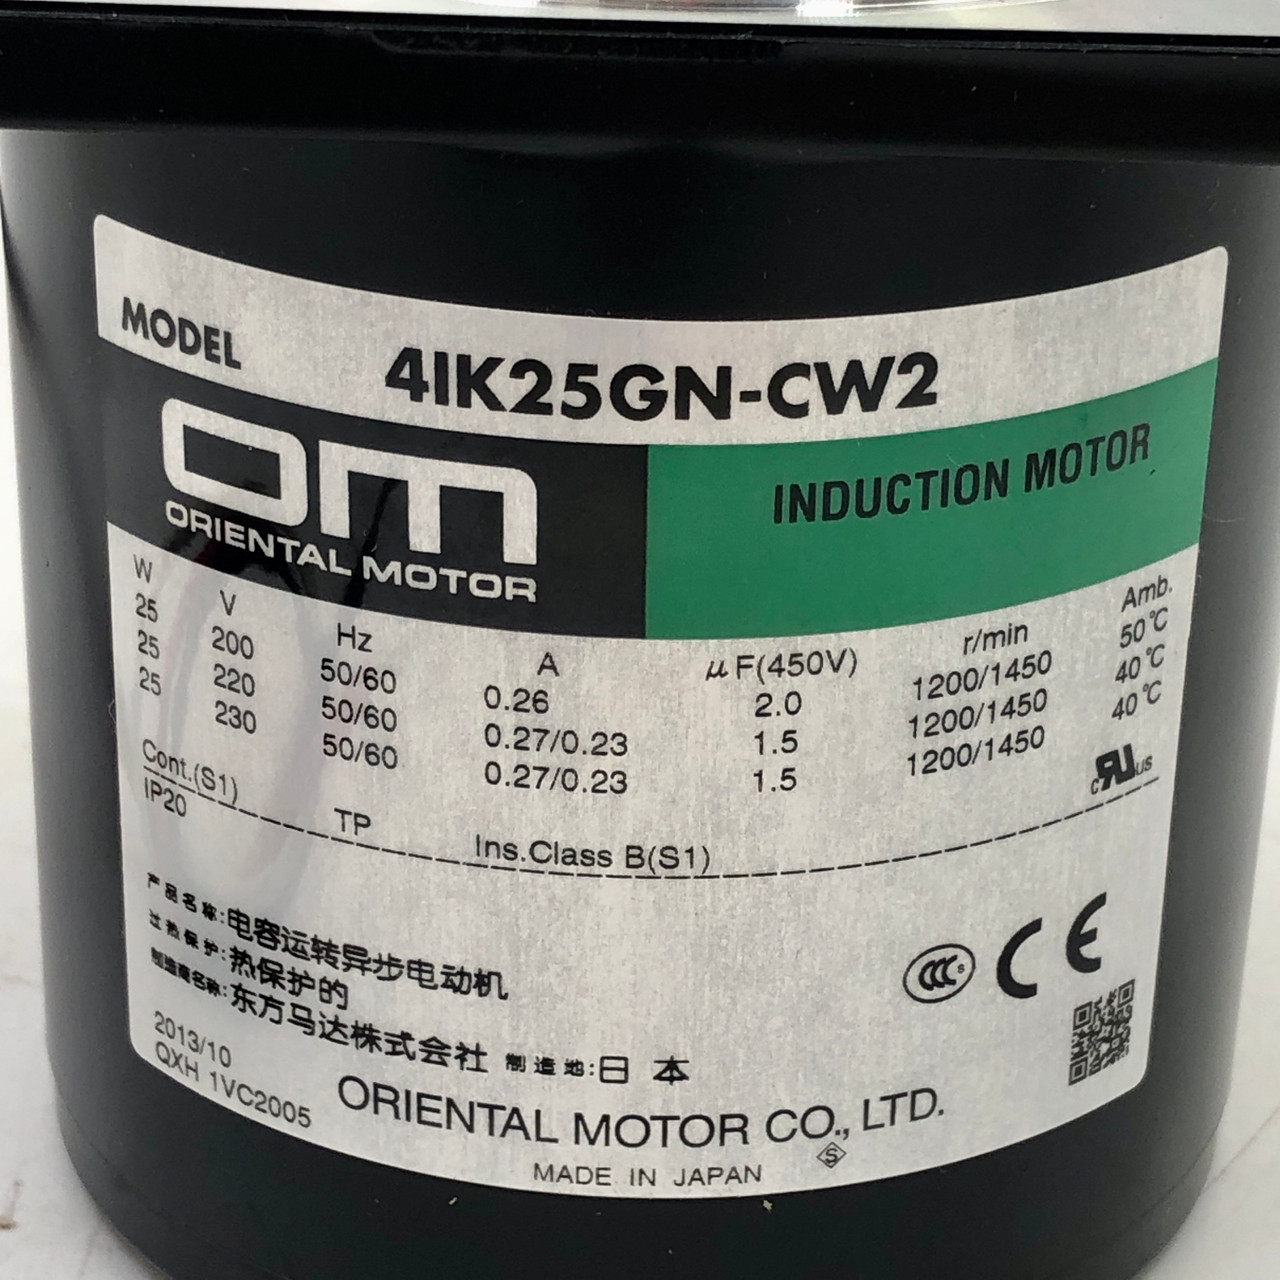 MODEL 4IK25GN-CW2
om
ORIENTAL MOTOR
INDUCTION MOTOR
W V Hz A μF(450V) r/min Amb.
25 200 50/60 0.26 2.0 1200/1450 50℃
25 220 50/60 0.27/0.23 1.5 1200/1450 40℃
25 230 50/60 0.27/0.23 1.5 1200/1450 40℃
Cont.(S1)
IP20 TP Ins.Class B(S1)
c RU us
产品名称:电容运转异步电动机
过热保护:热保护的
制造商名称:东方马达株式会社 制造地:日本
CCC S CE
2013/10
QXH 1VC2005
ORIENTAL MOTOR CO., LTD.
S
MADE IN JAPAN